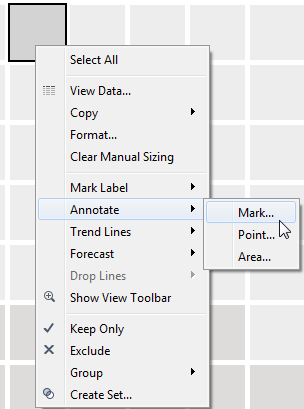 Select All
View Data...
Copy
Format...
Clear Manual Sizing
Mark Label
Annotate
Mark...
Trend Lines
Point...
Forecast
Area...
Drop Lines
Show View Toolbar
Keep Only
Exclude
Group
Create Set...